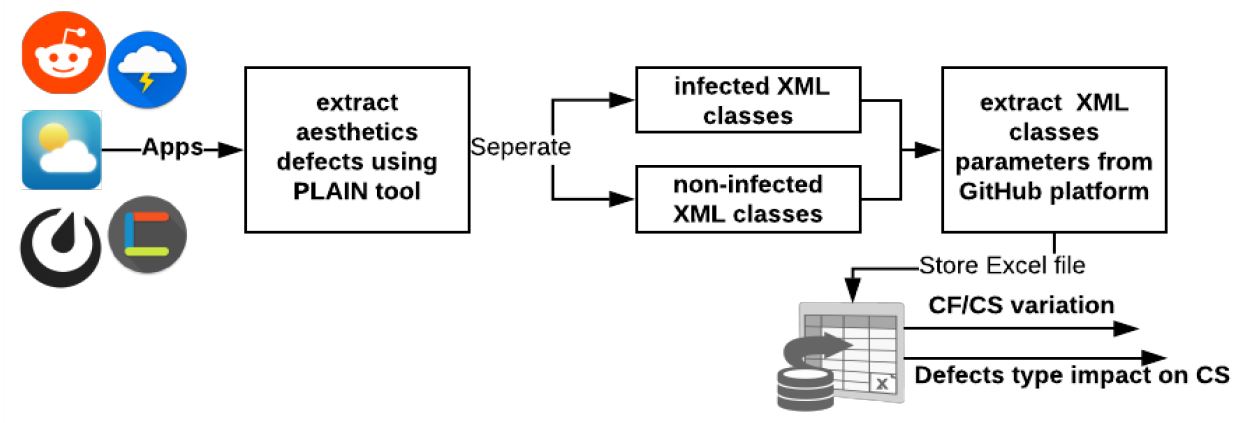 Apps
extract
aesthetics
defects using
PLAIN tool
Seperate
infected XML
classes
non-infected
XML classes
extract XML
classes
parameters from
GitHub platform
Store Excel file
CF/CS variation
X
Defects type impact on CS